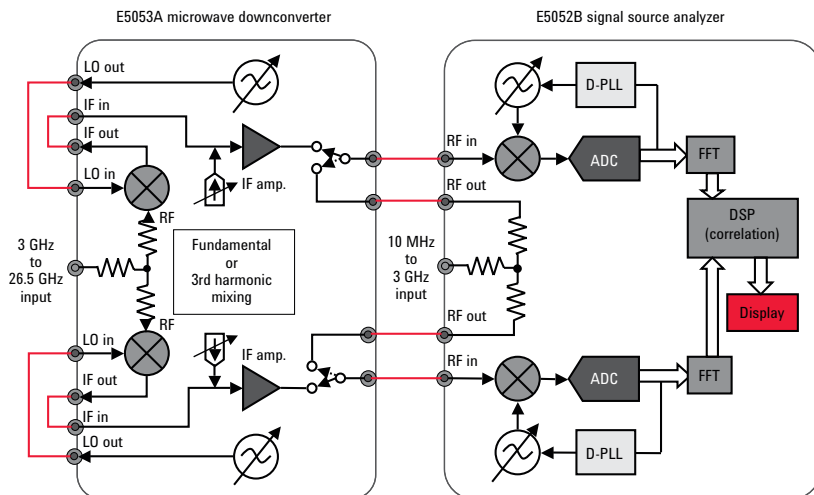 E5053A microwave downconverter
E5052B signal source analyzer
LO out
IF in
IF out
LO in
RF
IF amp.
3 GHz
to
26.5 GHz
input
Fundamental
or
3rd harmonic
mixing
RF
LO in
IF out
IF in
LO out
IF amp.
RF in
RF out
10 MHz
to
3 GHz
input
RF out
RF in
D-PLL
ADC
FFT
DSP
(correlation)
Display
ADC
FFT
D-PLL